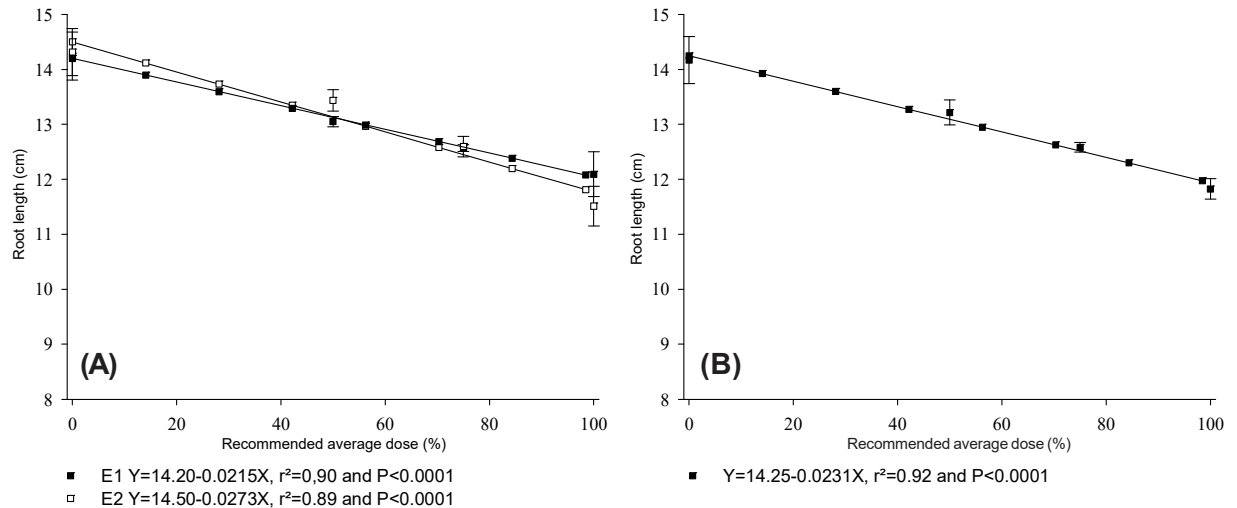 15
14
13
12
11
10
9
8
Root length (cm)
(A)
0 20 40 60 80 100
Recommended average dose (%)
■ E1 Y=14.20-0.0215X, r²=0,90 and P<0.0001
□ E2 Y=14.50-0.0273X, r²=0.89 and P<0.0001
15
14
13
12
11
10
9
8
Root length (cm)
(B)
0 20 40 60 80 100
Recommended average dose (%)
■ Y=14.25-0.0231X, r²=0.92 and P<0.0001